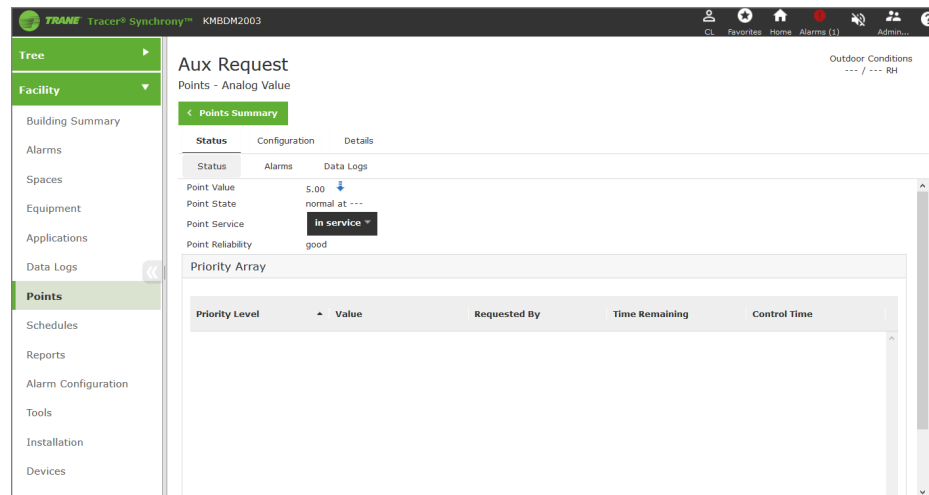 TRANE Tracer® Synchrony™ KMBDM2003
CL Favorites Home Alarms (1) Admin...
Tree
Facility
Building Summary
Alarms
Spaces
Equipment
Applications
Data Logs
Points
Schedules
Reports
Alarm Configuration
Tools
Installation
Devices
Aux Request
Points - Analog Value
Outdoor Conditions
--- / --- RH
< Points Summary
Status Configuration Details
Status Alarms Data Logs
Point Value 5.00
Point State normal at ---
Point Service in service
Point Reliability good
Priority Array
Priority Level Value Requested By Time Remaining Control Time